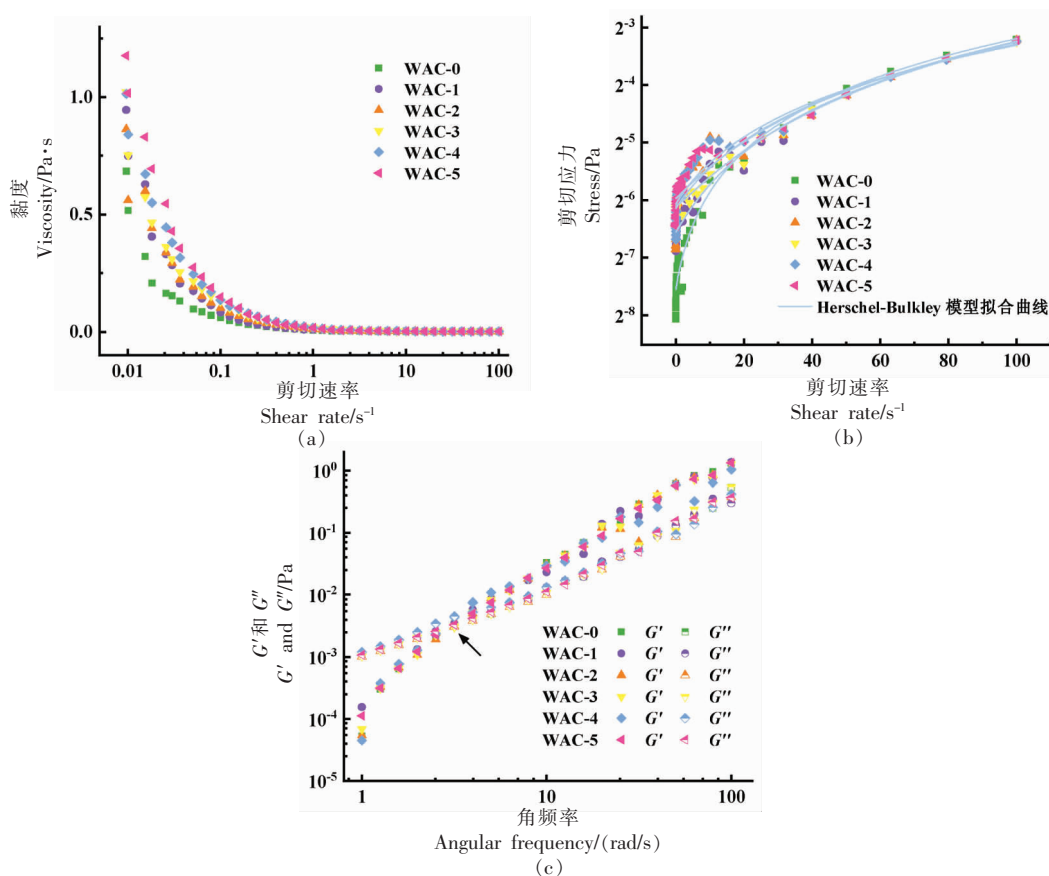 1.0
0.5
0.0
黏度
Viscosity/Pa·s
WAC-0
WAC-1
WAC-2
WAC-3
WAC-4
WAC-5
0.01 0.1 1 10 100
剪切速率
Shear rate/s⁻¹
(a)
2⁻³
2⁻⁴
2⁻⁵
2⁻⁶
2⁻⁷
2⁻⁸
剪切应力
Stress/Pa
WAC-0
WAC-1
WAC-2
WAC-3
WAC-4
WAC-5
Herschel-Bulkley 模型拟合曲线
0 20 40 60 80 100
剪切速率
Shear rate/s⁻¹
(b)
10⁰
10⁻¹
10⁻²
10⁻³
10⁻⁴
10⁻⁵
G′和 G″
G′ and G″/Pa
WAC-0 G′ G″
WAC-1 G′ G″
WAC-2 G′ G″
WAC-3 G′ G″
WAC-4 G′ G″
WAC-5 G′ G″
1 10 100
角频率
Angular frequency/(rad/s)
(c)